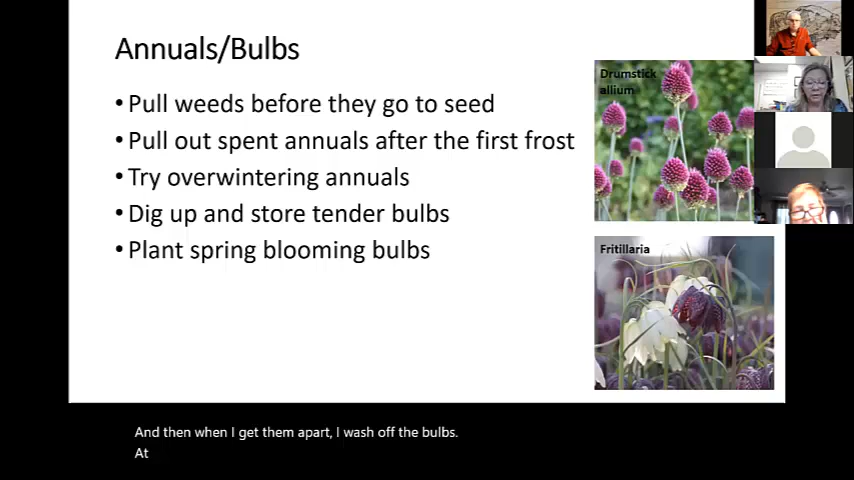 Annuals/Bulbs
• Pull weeds before they go to seed
• Pull out spent annuals after the first frost
• Try overwintering annuals
• Dig up and store tender bulbs
• Plant spring blooming bulbs
Drumstick
allium
Fritillaria
And then when I get them apart, I wash off the bulbs.
At